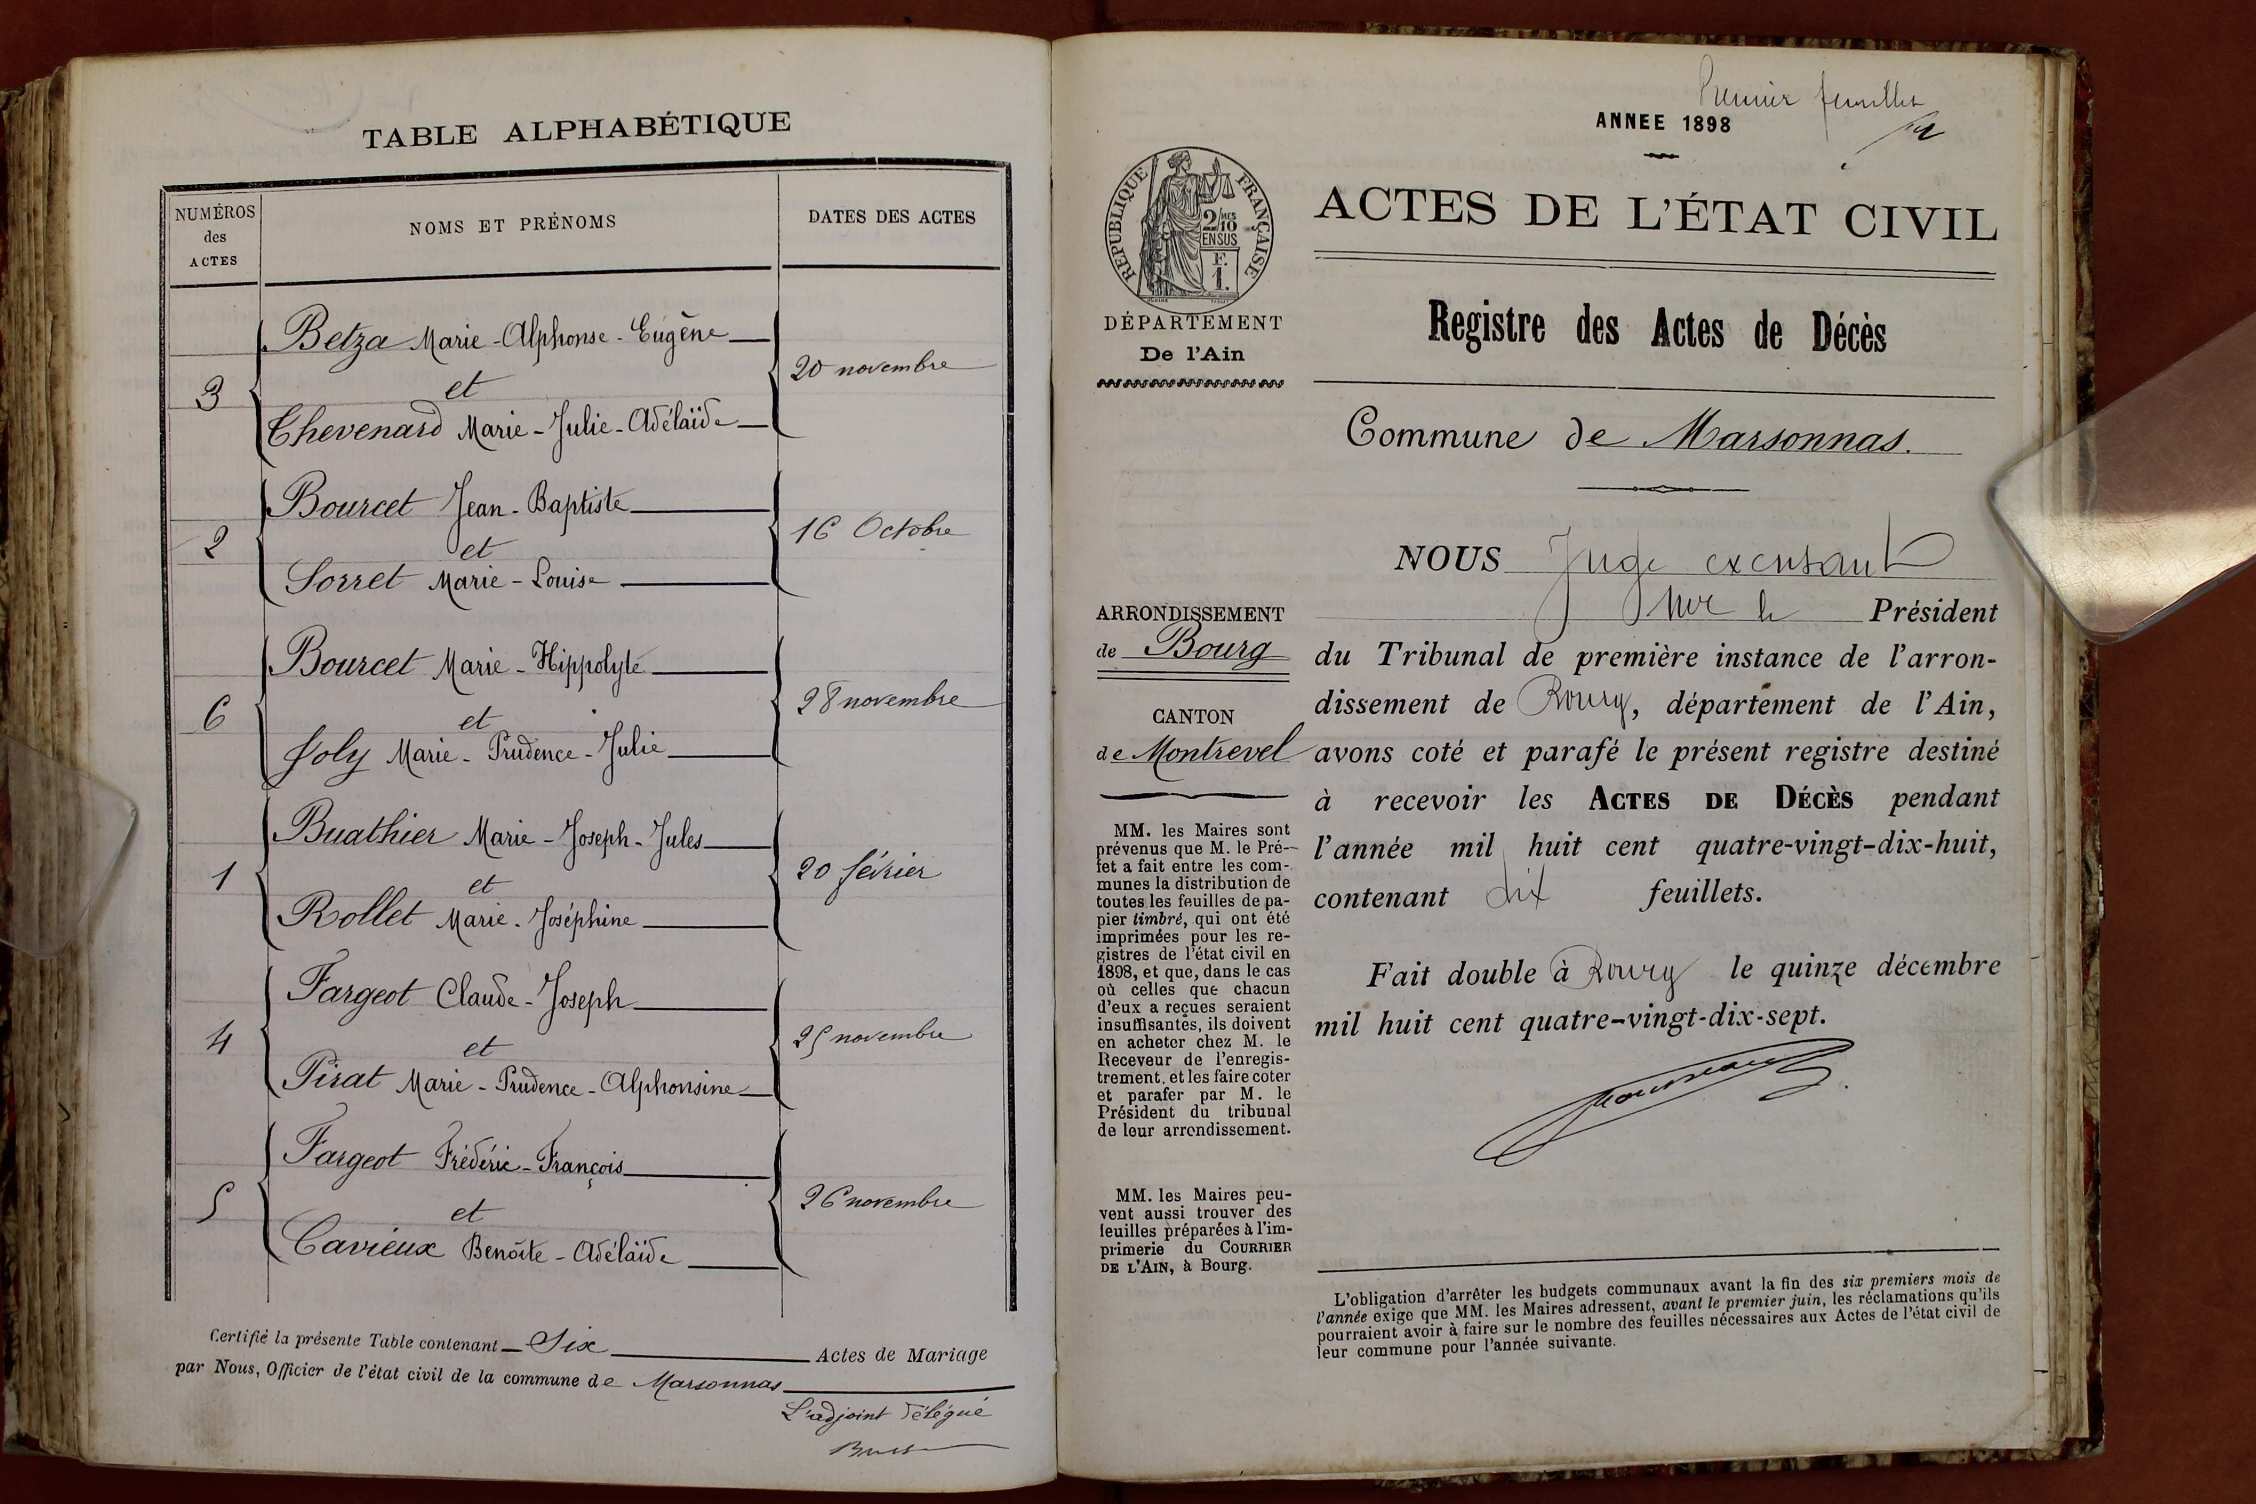 TABLE ALPHABÉTIQUE
NUMÉROS des ACTES
NOMS ET PRÉNOMS
DATES DES ACTES
Betza Marie-Alphonse-Eugène
3 et 20 novembre
Chevenard Marie-Julie-Adélaïde
Bourcet Jean-Baptiste
2 et 16 Octobre
Sorret Marie-Louise
Bourcet Marie-Hippolyte
6 et 28 novembre
Joly Marie-Prudence-Julie
Buathier Marie-Joseph-Jules
1 et 20 février
Rollet Marie-Joséphine
Fargeot Claude-Joseph
4 et 25 novembre
Pirat Marie-Prudence-Alphonsine
Fargeot Frédéric-François
5 et 26 novembre
Cavieux Benoîte-Adélaïde
Certifié la présente Table contenant Six Actes de Mariage
par Nous, Officier de l'état civil de la commune de Marsonnas
L'adjoint délégué
Premier feuillet
ANNEE 1898
RÉPUBLIQUE FRANÇAISE
2/10MES
EN SUS
F.
1.
ACTES DE L'ÉTAT CIVIL
DÉPARTEMENT
De l'Ain
Registre des Actes de Décès
Commune de Marsonnas.
NOUS Juge excusant
Mr le Président
du Tribunal de première instance de l'arron-
dissement de Bourg, département de l'Ain,
avons coté et parafé le présent registre destiné
à recevoir les ACTES DE DÉCÈS pendant
l'année mil huit cent quatre-vingt-dix-huit,
contenant dix feuillets.
Fait double à Bourg le quinze décembre
mil huit cent quatre-vingt-dix-sept.
ARRONDISSEMENT
de Bourg
CANTON
de Montrevel
MM. les Maires sont
prévenus que M. le Pré-
fet a fait entre les com-
munes la distribution de
toutes les feuilles de pa-
pier timbré, qui ont été
imprimées pour les re-
gistres de l'état civil en
1898, et que, dans le cas
où celles que chacun
d'eux a reçues seraient
insuffisantes, ils doivent
en acheter chez M. le
Receveur de l'enregis-
trement, et les faire coter
et parafer par M. le
Président du tribunal
de leur arrondissement.
MM. les Maires peu-
vent aussi trouver des
feuilles préparées à l'im-
primerie du COURRIER
DE L'AIN, à Bourg.
L'obligation d'arrêter les budgets communaux avant la fin des six premiers mois de
l'année exige que MM. les Maires adressent, avant le premier juin, les réclamations qu'ils
pourraient avoir à faire sur le nombre des feuilles nécessaires aux Actes de l'état civil de
leur commune pour l'année suivante.